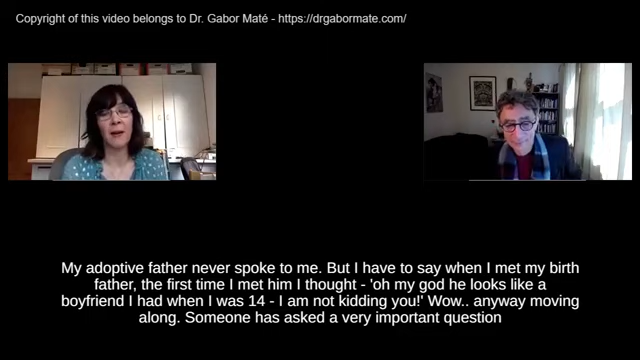 Copyright of this video belongs to Dr. Gabor Maté - https://drgabormate.com/
My adoptive father never spoke to me. But I have to say when I met my birth
father, the first time I met him I thought - 'oh my god he looks like a
boyfriend I had when I was 14 - I am not kidding you!' Wow.. anyway moving
along. Someone has asked a very important question